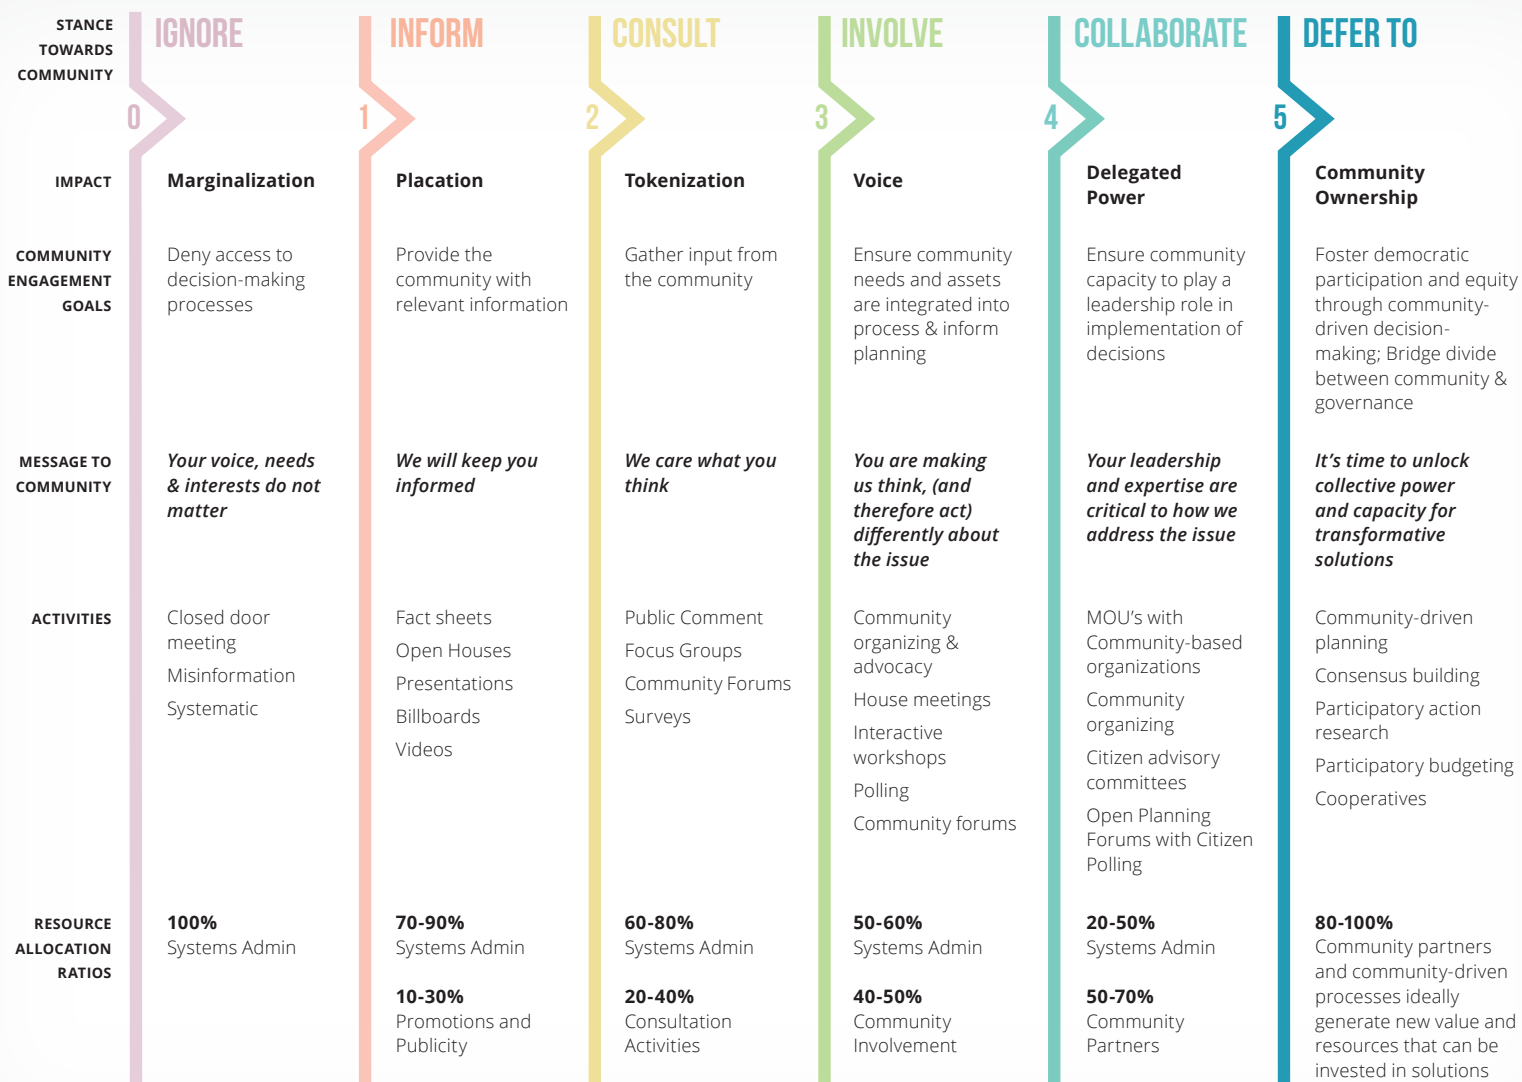 STANCE
TOWARDS
COMMUNITY
IGNORE
INFORM
CONSULT
INVOLVE
COLLABORATE
DEFER TO
0
1
2
3
4
5
IMPACT
Marginalization
Placation
Tokenization
Voice
Delegated
Power
Community
Ownership
COMMUNITY
ENGAGEMENT
GOALS
Deny access to
decision-making
processes
Provide the
community with
relevant information
Gather input from
the community
Ensure community
needs and assets
are integrated into
process & inform
planning
Ensure community
capacity to play a
leadership role in
implementation of
decisions
Foster democratic
participation and equity
through community-
driven decision-
making; Bridge divide
between community &
governance
MESSAGE TO
COMMUNITY
Your voice, needs
& interests do not
matter
We will keep you
informed
We care what you
think
You are making
us think, (and
therefore act)
differently about
the issue
Your leadership
and expertise are
critical to how we
address the issue
It's time to unlock
collective power
and capacity for
transformative
solutions
ACTIVITIES
Closed door
meeting
Misinformation
Systematic
Fact sheets
Open Houses
Presentations
Billboards
Videos
Public Comment
Focus Groups
Community Forums
Surveys
Community
organizing &
advocacy
House meetings
Interactive
workshops
Polling
Community forums
MOU's with
Community-based
organizations
Community
organizing
Citizen advisory
committees
Open Planning
Forums with Citizen
Polling
Community-driven
planning
Consensus building
Participatory action
research
Participatory budgeting
Cooperatives
RESOURCE
ALLOCATION
RATIOS
100%
Systems Admin
70-90%
Systems Admin
10-30%
Promotions and
Publicity
60-80%
Systems Admin
20-40%
Consultation
Activities
50-60%
Systems Admin
40-50%
Community
Involvement
20-50%
Systems Admin
50-70%
Community
Partners
80-100%
Community partners
and community-driven
processes ideally
generate new value and
resources that can be
invested in solutions